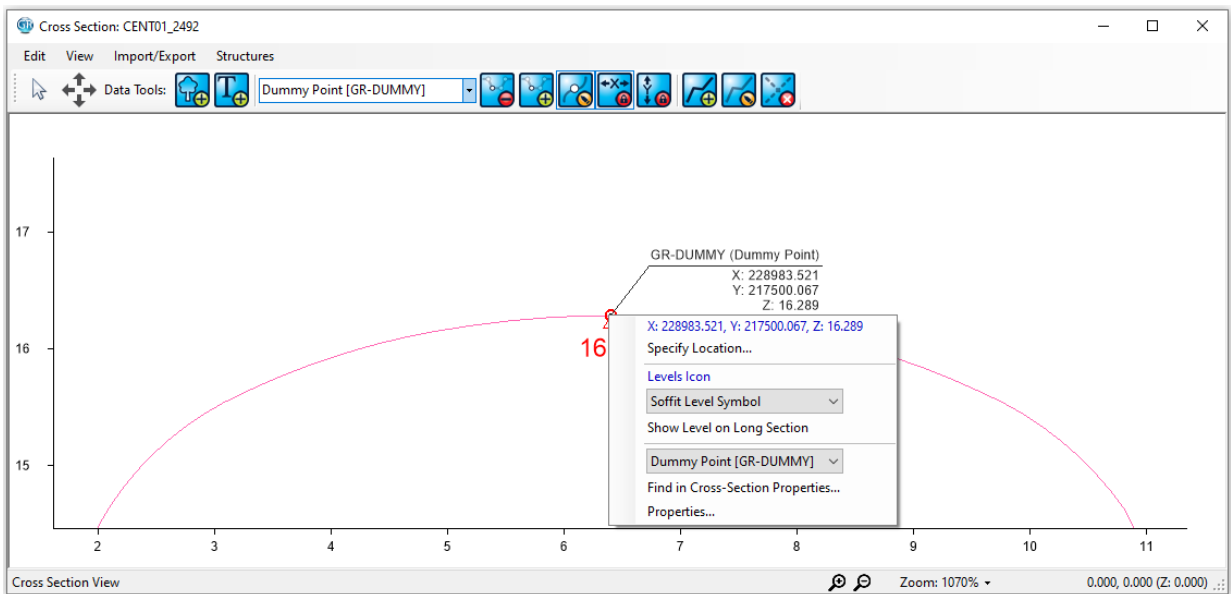 Cross Section: CENT01_2492
Edit View Import/Export Structures
Data Tools: Dummy Point [GR-DUMMY]
17
16
15
GR-DUMMY (Dummy Point)
X: 228983.521
Y: 217500.067
Z: 16.289
16
X: 228983.521, Y: 217500.067, Z: 16.289
Specify Location...
Levels Icon
Soffit Level Symbol
Show Level on Long Section
Dummy Point [GR-DUMMY]
Find in Cross-Section Properties...
Properties...
2 3 4 5 6 7 8 9 10 11
Cross Section View Zoom: 1070% 0.000, 0.000 (Z: 0.000)